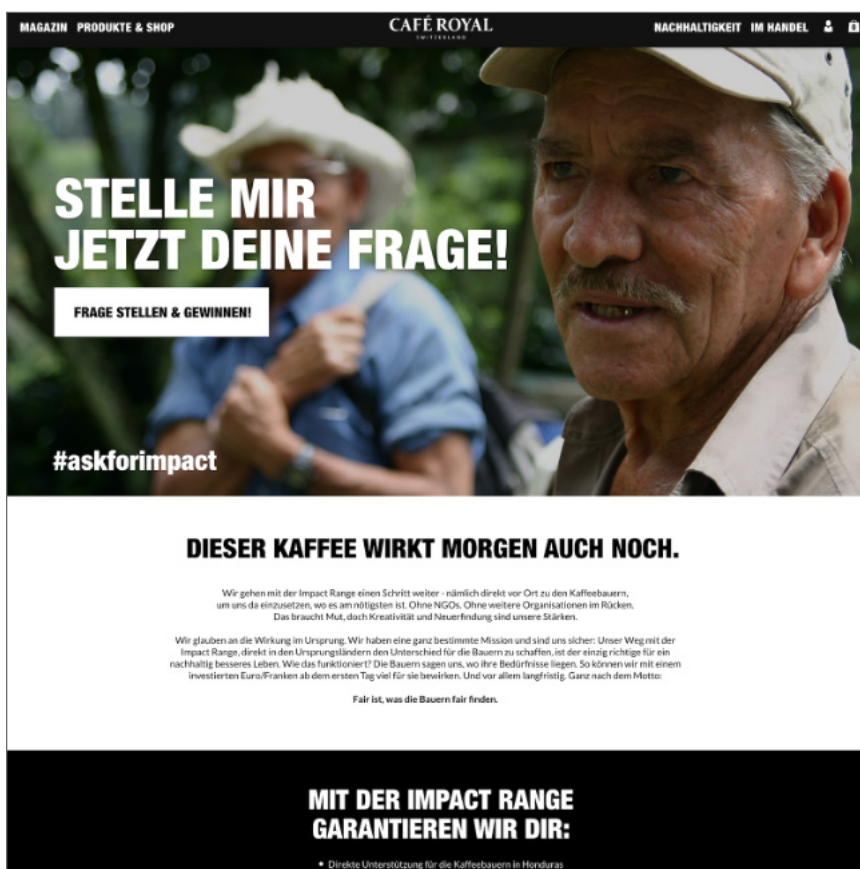 MAGAZIN PRODUKTE & SHOP CAFÉ ROYAL NACHHALTIGKEIT IM HANDEL
SWITZERLAND
STELLE MIR
JETZT DEINE FRAGE!
FRAGE STELLEN & GEWINNEN!
#askforimpact
DIESER KAFFEE WIRKT MORGEN AUCH NOCH.
Wir gehen mit der Impact Range einen Schritt weiter - nämlich direkt vor Ort zu den Kaffeebauern,
um uns da einzusetzen, wo es am nötigsten ist. Ohne NGOs. Ohne weitere Organisationen im Rücken.
Das braucht Mut, doch Kreativität und Neuerfindung sind unsere Stärken.
Wir glauben an die Wirkung im Ursprung. Wir haben eine ganz bestimmte Mission und sind uns sicher: Unser Weg mit der
Impact Range, direkt in den Ursprungsländern den Unterschied für die Bauern zu schaffen, ist der einzig richtige für ein
nachhaltig besseres Leben. Wie das funktioniert? Die Bauern sagen uns, wo ihre Bedürfnisse liegen. So können wir mit einem
investierten Euro/Franken ab dem ersten Tag viel für sie bewirken. Und vor allem langfristig. Ganz nach dem Motto:
Fair ist, was die Bauern fair finden.
MIT DER IMPACT RANGE
GARANTIEREN WIR DIR:
• Direkte Unterstützung für die Kaffeebauern in Honduras